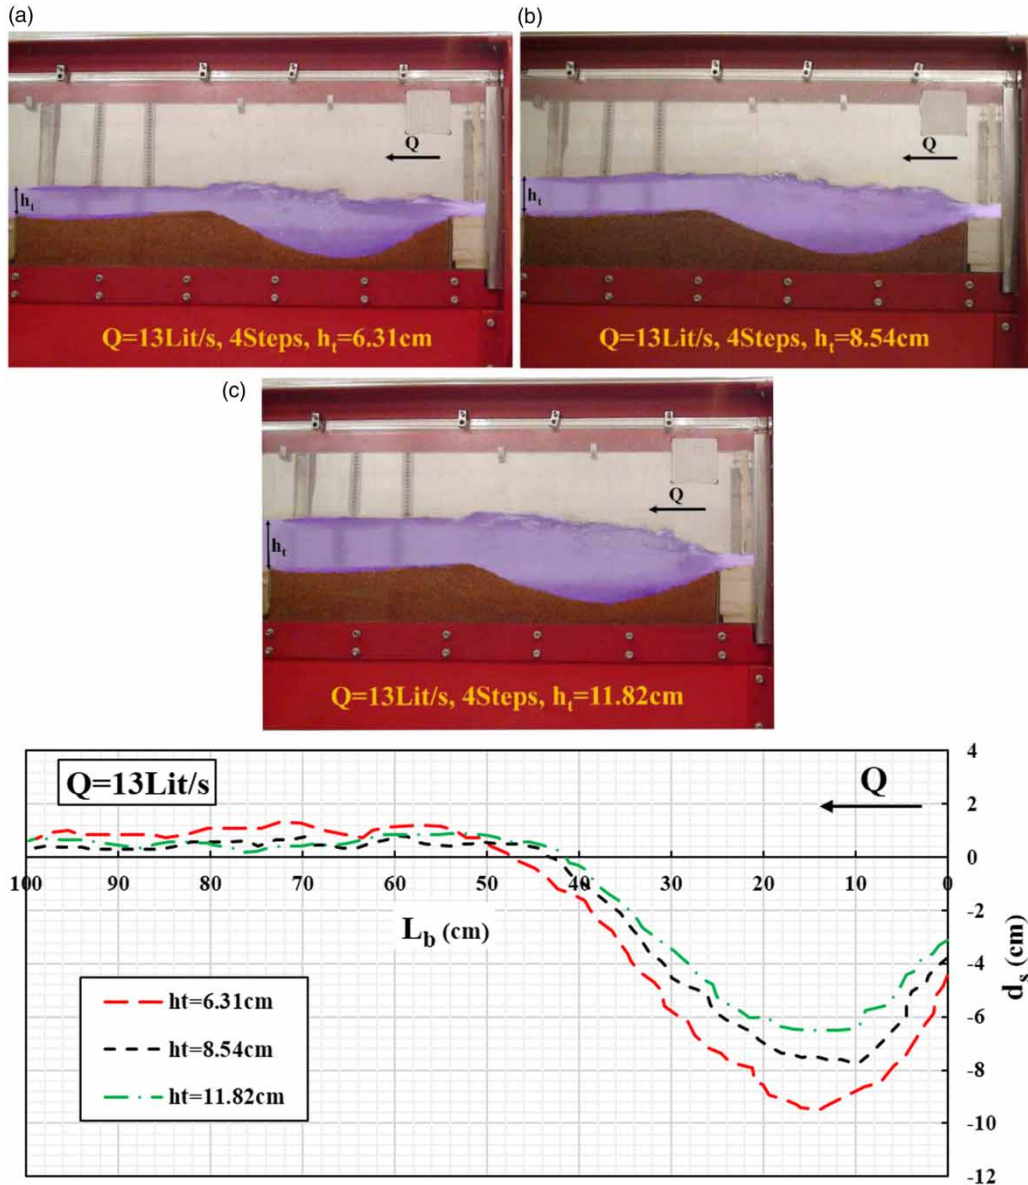 (a)
(b)
Q
Q
h_t
h_t
Q=13Lit/s, 4Steps, h_t=6.31cm
Q=13Lit/s, 4Steps, h_t=8.54cm
(c)
Q
h_t
Q=13Lit/s, 4Steps, h_t=11.82cm
4
Q=13Lit/s
Q
2
0
100 90 80 70 60 50 40 30 20 10 0
L_b (cm)
-2
d_s (cm)
-4
ht=6.31cm
-6
ht=8.54cm
-8
ht=11.82cm
-10
-12